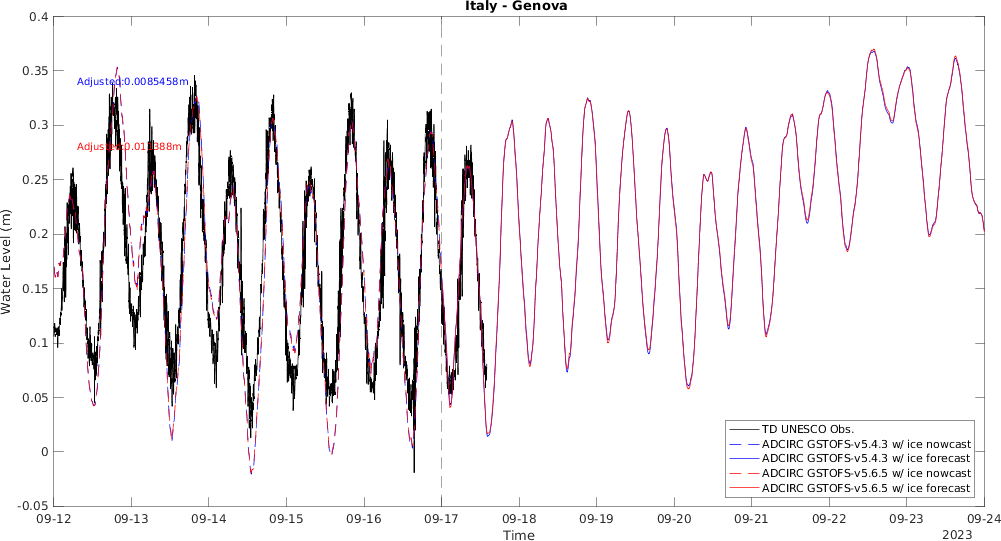 Italy - Genova
0.4
0.35
0.3
0.25
0.2
0.15
0.1
0.05
0
-0.05
Water Level (m)
Adjusted:0.0085458m
TD UNESCO Obs.
ADCIRC GSTOFS-v5.4.3 w/ ice nowcast
ADCIRC GSTOFS-v5.4.3 w/ ice forecast
ADCIRC GSTOFS-v5.6.5 w/ ice nowcast
ADCIRC GSTOFS-v5.6.5 w/ ice forecast
09-12 09-13 09-14 09-15 09-16 09-17 09-18 09-19 09-20 09-21 09-22 09-23 09-24
Time
2023